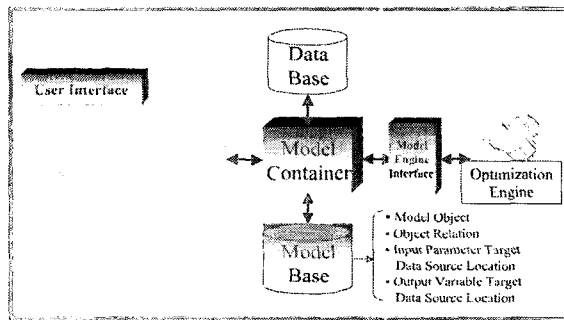 Data
Base
User Interface
Model
Container
Model
Engine
Interface
Optimization
Engine
Model
Base
• Model Object
• Object Relation
• Input Parameter Target
Data Source Location
• Output Variable Target
Data Source Location